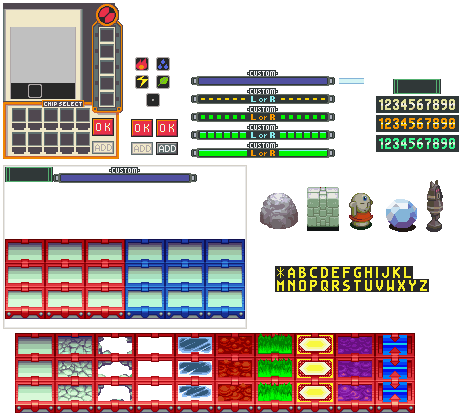 CUSTOM
CHIP SELECT
OK
ADD
OK OK
ADD ADD
CUSTOM
L or R
CUSTOM
L or R
CUSTOM
L or R
CUSTOM
L or R
1234567890
1234567890
1234567890
CUSTOM
*ABCDEFGHIJKL
MNOPQRSTUVWXYZ